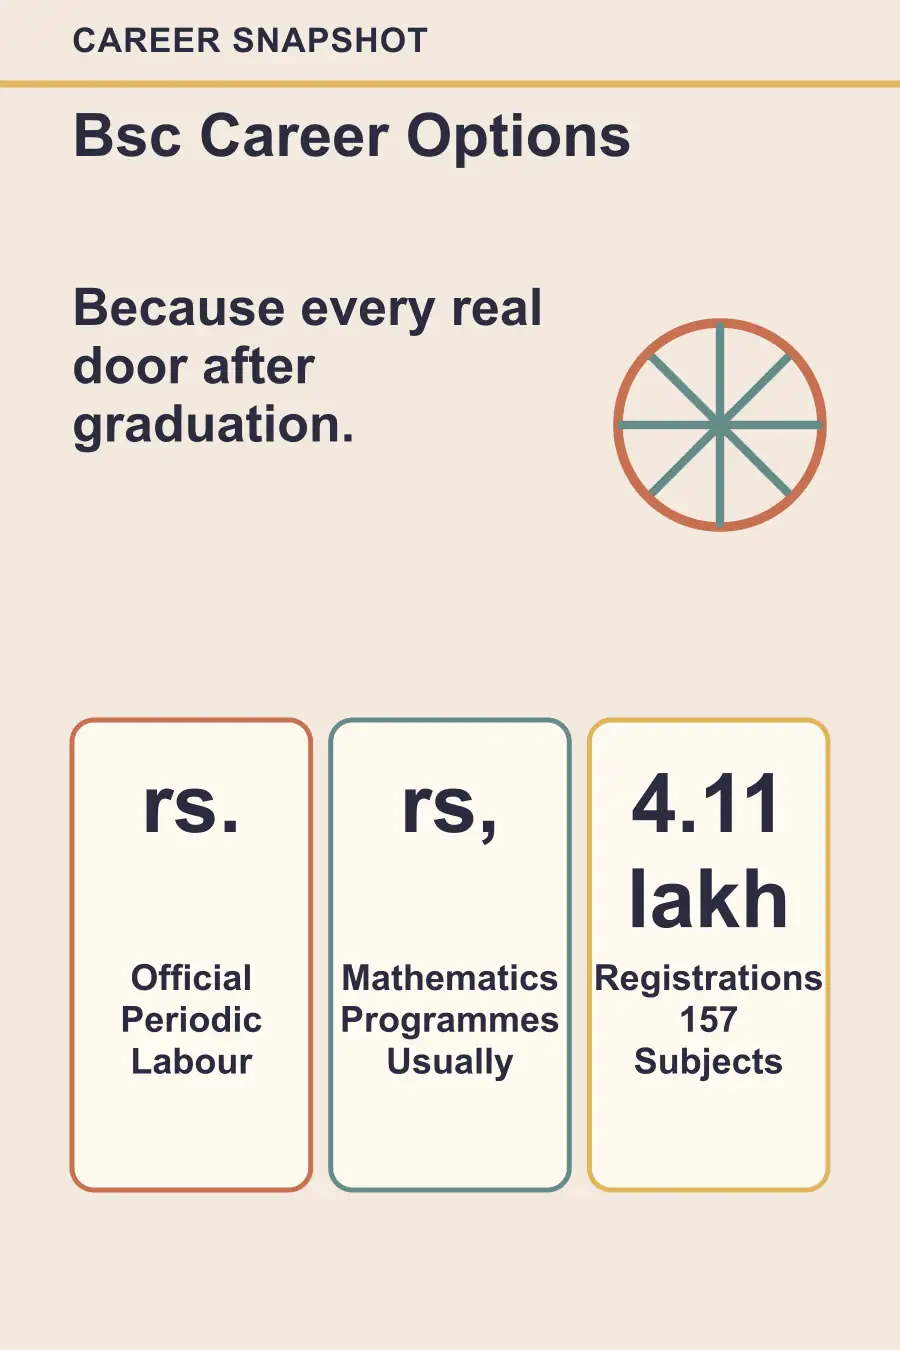 CAREER SNAPSHOT
Bsc Career Options
Because every real
door after
graduation.
rs.
Official
Periodic
Labour
rs,
Mathematics
Programmes
Usually
4.11
lakh
Registrations
157
Subjects